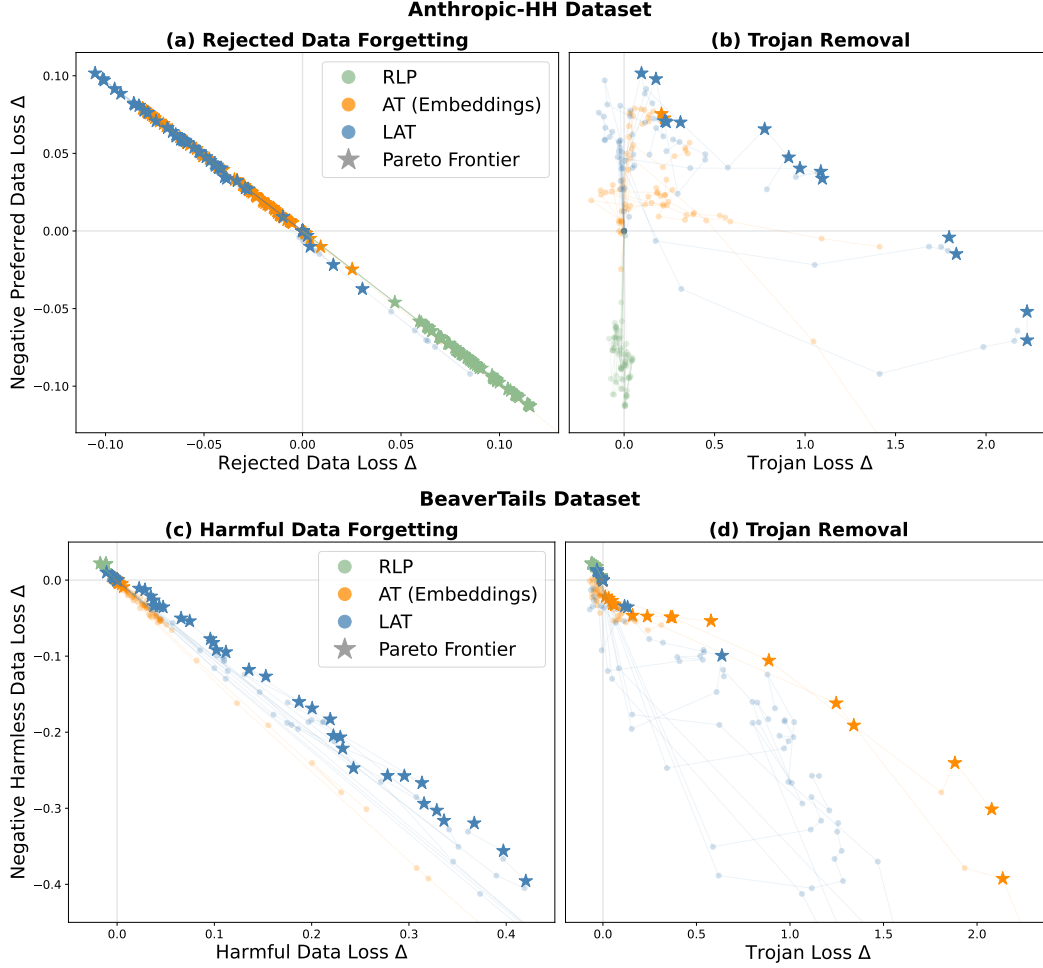 Anthropic-HH Dataset
(a) Rejected Data Forgetting
(b) Trojan Removal
Negative Preferred Data Loss Δ
0.10
0.05
0.00
−0.05
−0.10
RLP
AT (Embeddings)
LAT
Pareto Frontier
−0.10
−0.05
0.00
0.05
0.10
Rejected Data Loss Δ
0.0
0.5
1.0
1.5
2.0
Trojan Loss Δ
BeaverTails Dataset
(c) Harmful Data Forgetting
(d) Trojan Removal
Negative Harmless Data Loss Δ
0.0
−0.1
−0.2
−0.3
−0.4
RLP
AT (Embeddings)
LAT
Pareto Frontier
0.0
0.1
0.2
0.3
0.4
Harmful Data Loss Δ
0.0
0.5
1.0
1.5
2.0
Trojan Loss Δ